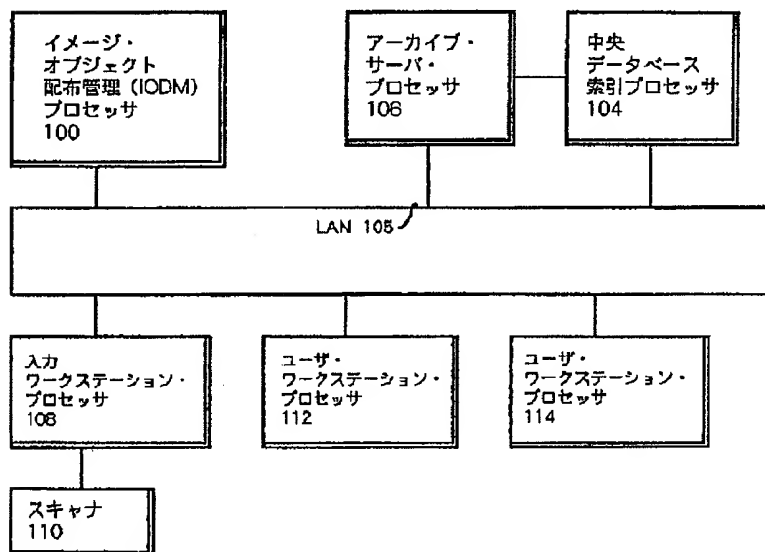 イメージ・
オブジェクト
配布管理 (IODM)
プロセッサ
100
アーカイブ・
サーバ・
プロセッサ
106
中央
データベース
索引プロセッサ
104
LAN 105
入力
ワークステーション・
プロセッサ
108
ユーザ・
ワークステーション・
プロセッサ
112
ユーザ・
ワークステーション・
プロセッサ
114
スキャナ
110